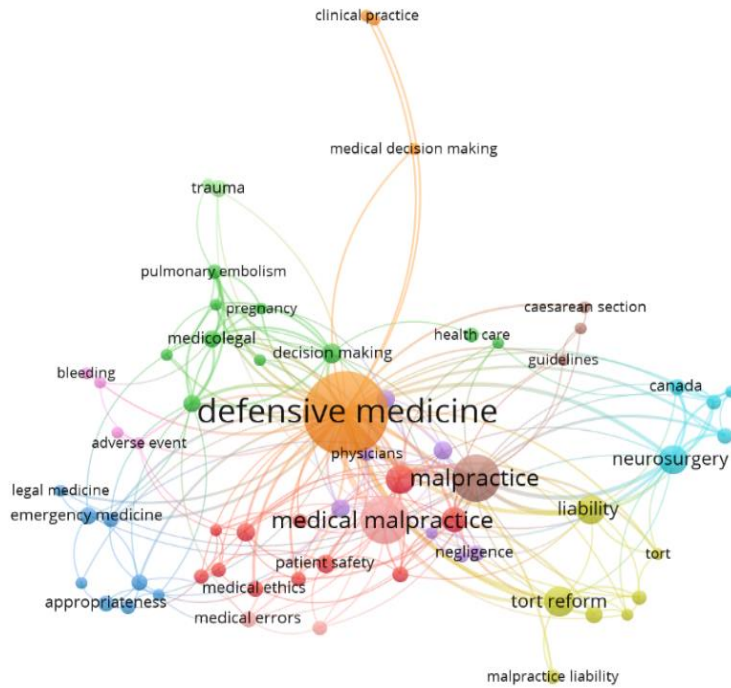 clinical practice
medical decision making
trauma
pulmonary embolism
pregnancy
caesarean section
medicolegal
health care
decision making
guidelines
bleeding
canada
defensive medicine
adverse event
physicians
neurosurgery
malpractice
legal medicine
emergency medicine
liability
medical malpractice
negligence
tort
patient safety
medical ethics
appropriateness
tort reform
medical errors
malpractice liability